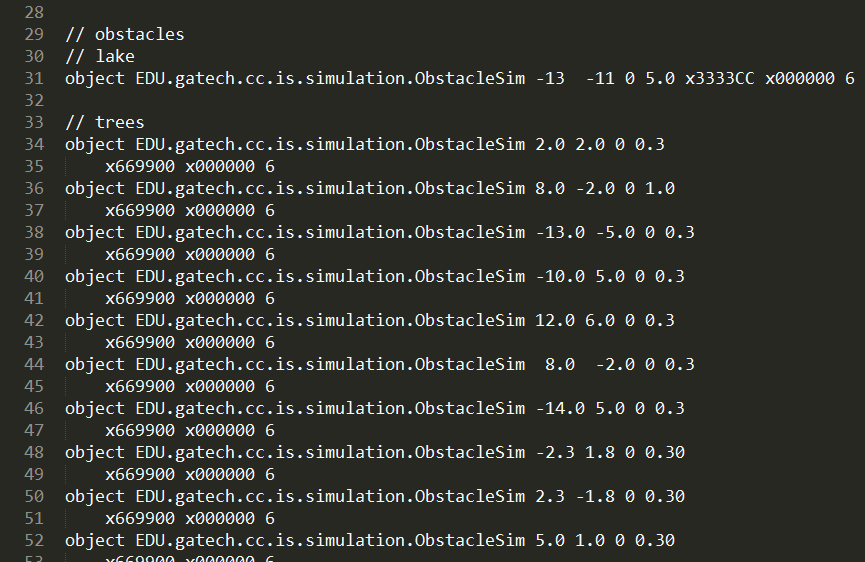 28
29 // obstacles
30 // lake
31 object EDU.gatech.cc.is.simulation.ObstacleSim -13  -11 0 5.0 x3333CC x000000 6
32
33 // trees
34 object EDU.gatech.cc.is.simulation.ObstacleSim 2.0 2.0 0 0.3
35     x669900 x000000 6
36 object EDU.gatech.cc.is.simulation.ObstacleSim 8.0 -2.0 0 1.0
37     x669900 x000000 6
38 object EDU.gatech.cc.is.simulation.ObstacleSim -13.0 -5.0 0 0.3
39     x669900 x000000 6
40 object EDU.gatech.cc.is.simulation.ObstacleSim -10.0 5.0 0 0.3
41     x669900 x000000 6
42 object EDU.gatech.cc.is.simulation.ObstacleSim 12.0 6.0 0 0.3
43     x669900 x000000 6
44 object EDU.gatech.cc.is.simulation.ObstacleSim  8.0  -2.0 0 0.3
45     x669900 x000000 6
46 object EDU.gatech.cc.is.simulation.ObstacleSim -14.0 5.0 0 0.3
47     x669900 x000000 6
48 object EDU.gatech.cc.is.simulation.ObstacleSim -2.3 1.8 0 0.30
49     x669900 x000000 6
50 object EDU.gatech.cc.is.simulation.ObstacleSim 2.3 -1.8 0 0.30
51     x669900 x000000 6
52 object EDU.gatech.cc.is.simulation.ObstacleSim 5.0 1.0 0 0.30
53     x669900 x000000 6